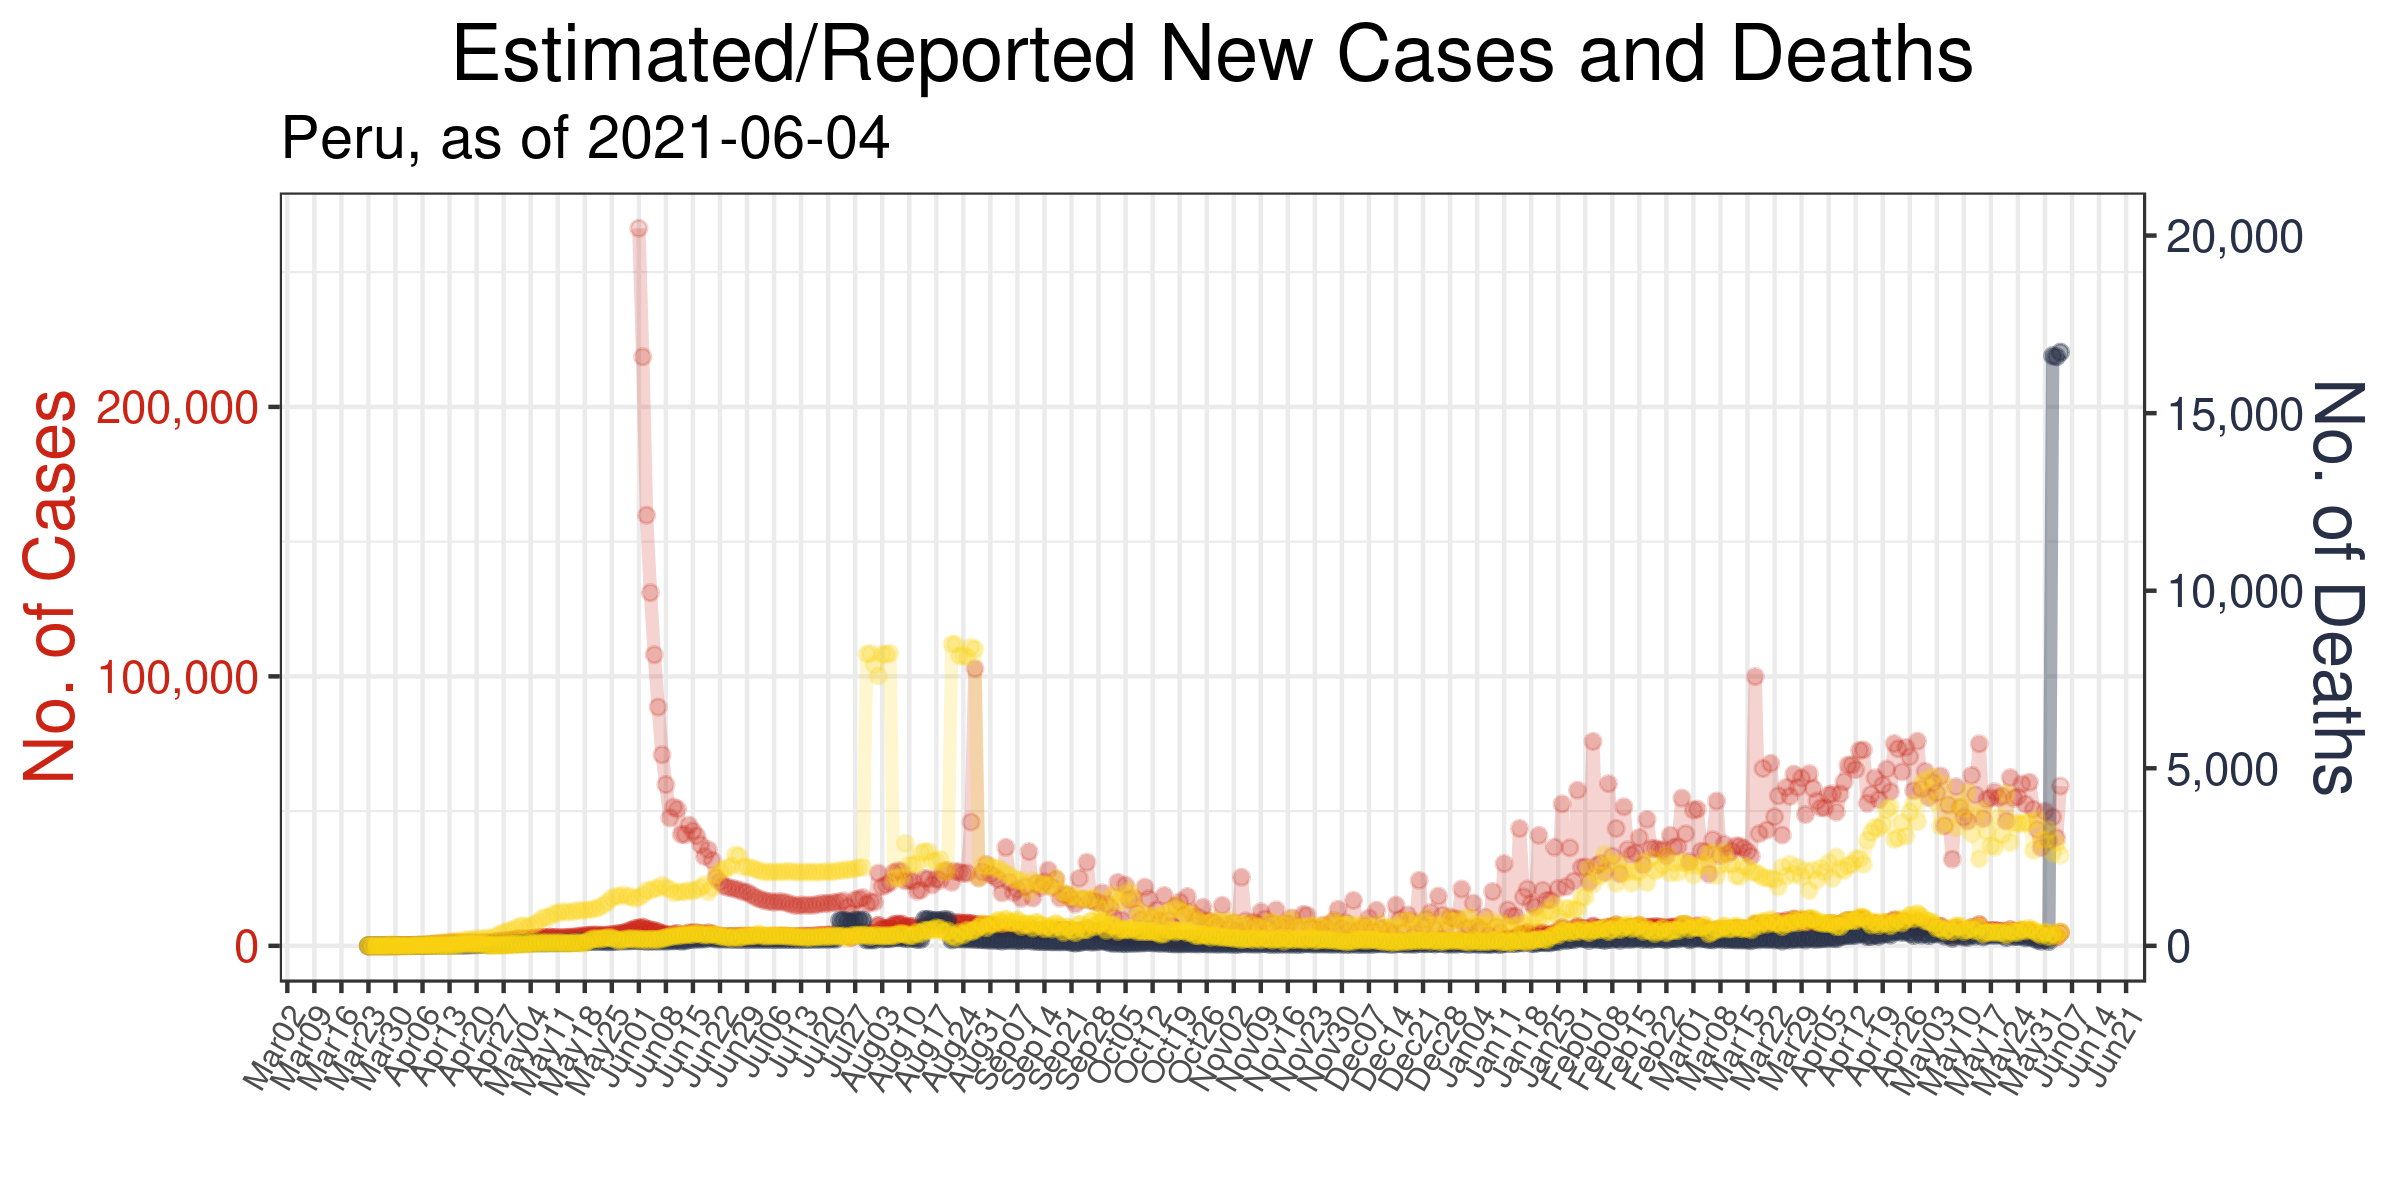 Estimated/Reported New Cases and Deaths
Peru, as of 2021-06-04
No. of Cases
200,000
100,000
0
20,000
15,000
10,000
5,000
0
No. of Deaths
Mar02
Mar09
Mar16
Mar23
Mar30
Apr06
Apr13
Apr20
Apr27
May04
May11
May18
May25
Jun01
Jun08
Jun15
Jun22
Jun29
Jul06
Jul13
Jul20
Jul27
Aug03
Aug10
Aug17
Aug24
Aug31
Sep07
Sep14
Sep21
Sep28
Oct05
Oct12
Oct19
Oct26
Nov02
Nov09
Nov16
Nov23
Nov30
Dec07
Dec14
Dec21
Dec28
Jan04
Jan11
Jan18
Jan25
Feb01
Feb08
Feb15
Feb22
Mar01
Mar08
Mar15
Mar22
Mar29
Apr05
Apr12
Apr19
Apr26
May03
May10
May17
May24
May31
Jun07
Jun14
Jun21